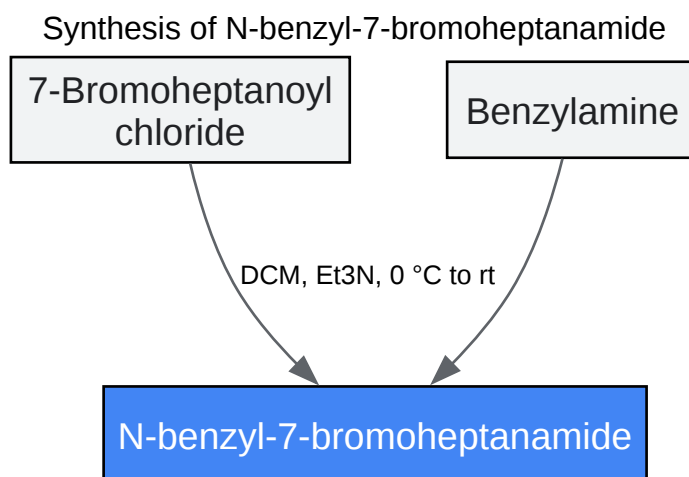 Synthesis of N-benzyl-7-bromoheptanamide
7-Bromoheptanoyl
chloride
Benzylamine
DCM, Et3N, 0 °C to rt
N-benzyl-7-bromoheptanamide